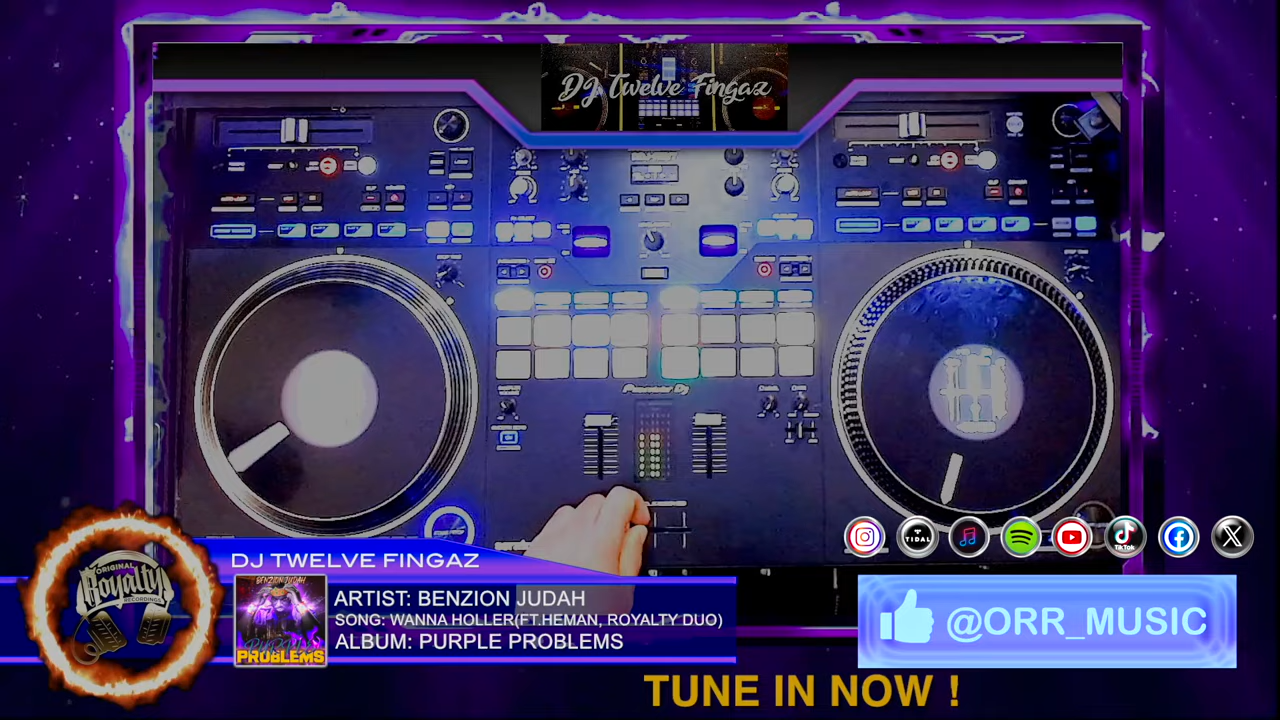 DJ Twelve Fingaz
Pioneer Dj
DJ TWELVE FINGAZ
ORIGINAL
Royalty
RECORDINGS
BENZION JUDAH
PURPLE
PROBLEMS
ARTIST: BENZION JUDAH
SONG: WANNA HOLLER(FT.HEMAN, ROYALTY DUO)
ALBUM: PURPLE PROBLEMS
TIDAL
TikTok
@ORR_MUSIC
TUNE IN NOW !